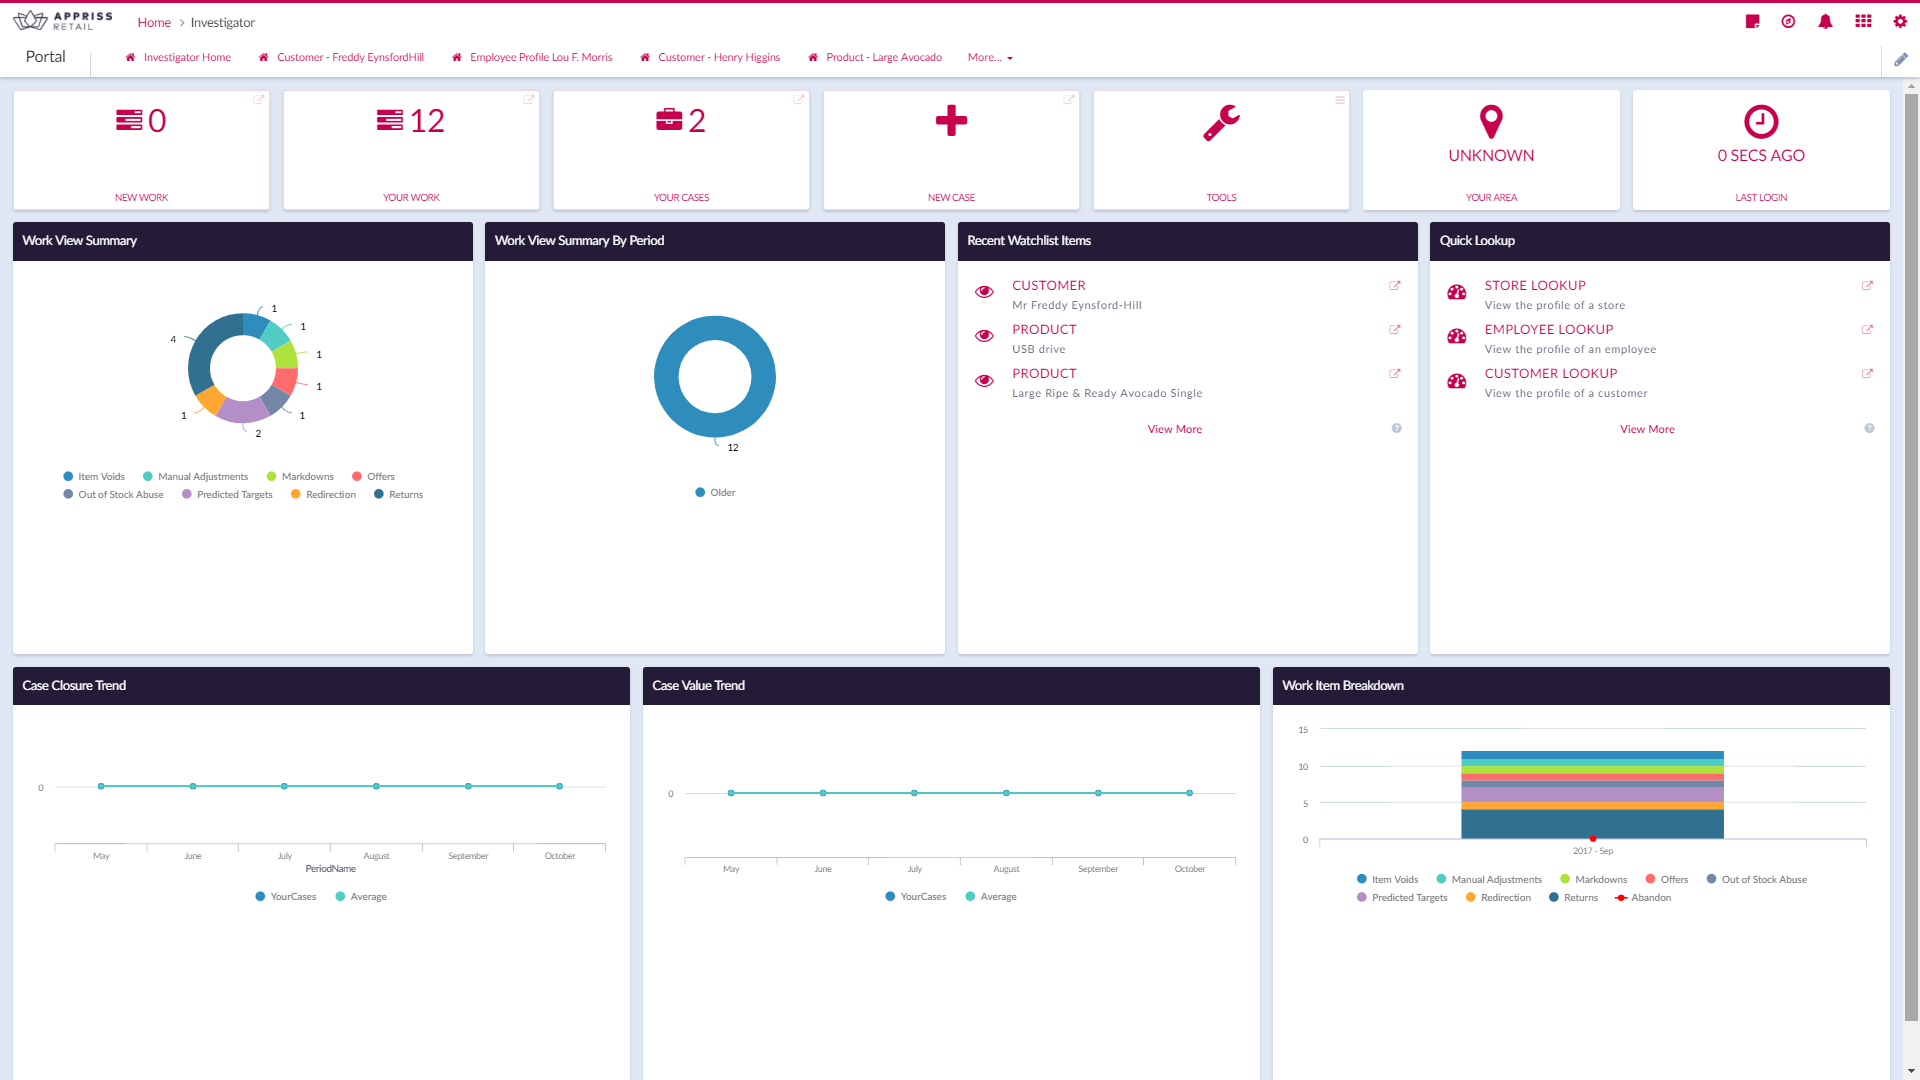 APPRISS
RETAIL
Home > Investigator
Portal
Investigator Home
Customer - Freddy EynsfordHill
Employee Profile Lou F. Morris
Customer - Henry Higgins
Product - Large Avocado
More...
0
NEW WORK
12
YOUR WORK
2
YOUR CASES
NEW CASE
TOOLS
UNKNOWN
YOUR AREA
0 SECS AGO
LAST LOGIN
Work View Summary
1
1
1
1
1
2
1
4
Item Voids Manual Adjustments Markdowns Offers
Out of Stock Abuse Predicted Targets Redirection Returns
Work View Summary By Period
12
Older
Recent Watchlist Items
CUSTOMER
Mr Freddy Eynsford-Hill
PRODUCT
USB drive
PRODUCT
Large Ripe & Ready Avocado Single
View More
?
Quick Lookup
STORE LOOKUP
View the profile of a store
EMPLOYEE LOOKUP
View the profile of an employee
CUSTOMER LOOKUP
View the profile of a customer
View More
?
Case Closure Trend
0
May June July August September October
PeriodName
YourCases Average
Case Value Trend
0
May June July August September October
YourCases Average
Work Item Breakdown
15
10
5
0
2017 - Sep
Item Voids Manual Adjustments Markdowns Offers Out of Stock Abuse
Predicted Targets Redirection Returns Abandon